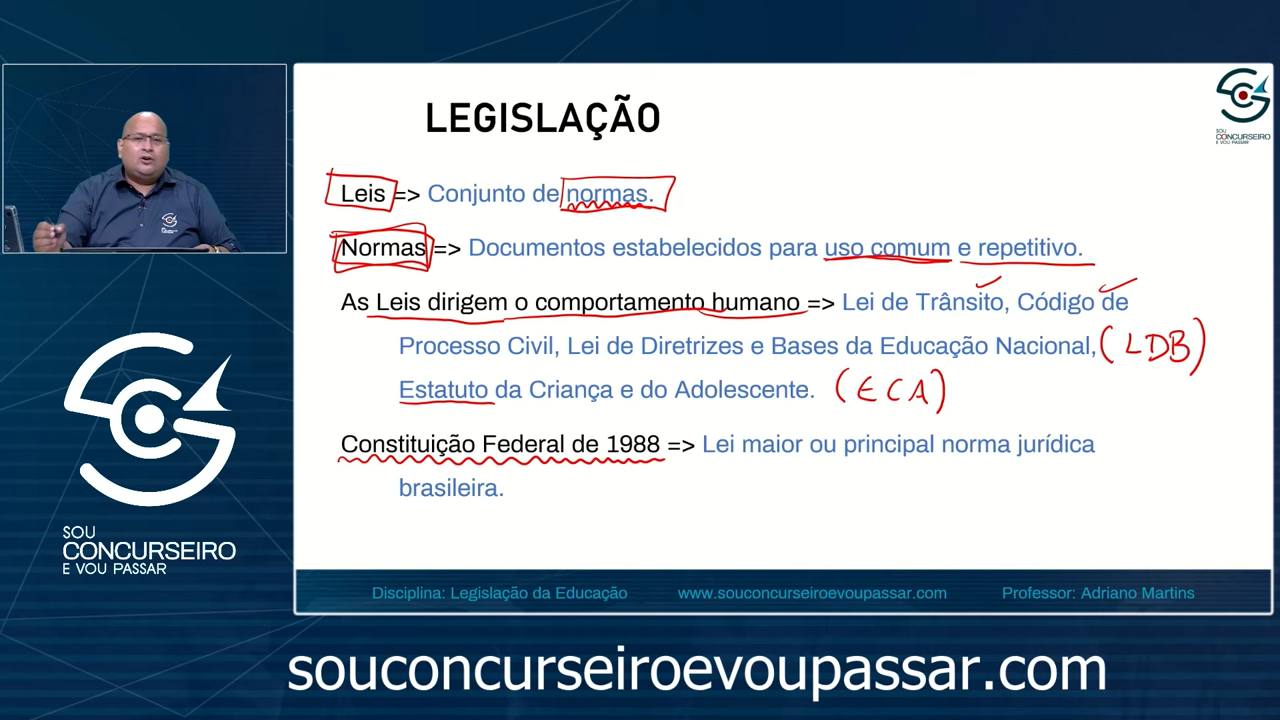 LEGISLAÇÃO
SOU
CONCURSEIRO
E VOU PASSAR
Leis => Conjunto de normas.
Normas => Documentos estabelecidos para uso comum e repetitivo.
As Leis dirigem o comportamento humano => Lei de Trânsito, Código de
Processo Civil, Lei de Diretrizes e Bases da Educação Nacional, (LDB)
Estatuto da Criança e do Adolescente. (ECA)
Constituição Federal de 1988 => Lei maior ou principal norma jurídica
brasileira.
SOU
CONCURSEIRO
E VOU PASSAR
Disciplina: Legislação da Educação www.souconcurseiroevoupassar.com Professor: Adriano Martins
souconcurseiroevoupassar.com